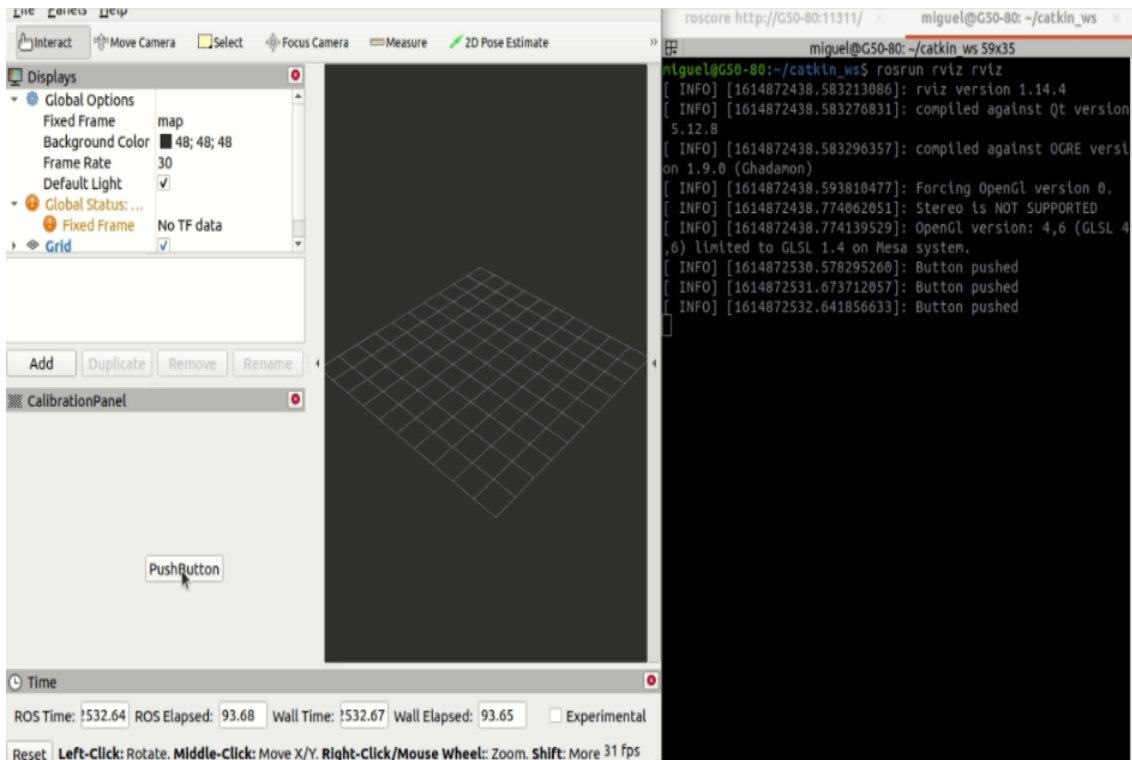 File Panels Help
Interact Move Camera Select Focus Camera Measure 2D Pose Estimate »
Displays
Global Options
Fixed Frame map
Background Color 48; 48; 48
Frame Rate 30
Default Light ✓
Global Status: ...
Fixed Frame No TF data
Grid ✓
Add Duplicate Remove Rename
CalibrationPanel
PushButton
Time
ROS Time: 2532.64 ROS Elapsed: 93.68 Wall Time: 2532.67 Wall Elapsed: 93.65 Experimental
Reset Left-Click: Rotate. Middle-Click: Move X/Y. Right-Click/Mouse Wheel:: Zoom. Shift: More 31 fps
roscore http://G50-80:11311/ × miguel@G50-80: ~/catkin_ws ×
miguel@G50-80: ~/catkin_ws 59x35
miguel@G50-80:~/catkin_ws$ rosrun rviz rviz
[ INFO] [1614872438.583213086]: rviz version 1.14.4
[ INFO] [1614872438.583276831]: compiled against Qt version
5.12.8
[ INFO] [1614872438.583296357]: compiled against OGRE versi
on 1.9.0 (Ghadamon)
[ INFO] [1614872438.593810477]: Forcing OpenGl version 0.
[ INFO] [1614872438.774062051]: Stereo is NOT SUPPORTED
[ INFO] [1614872438.774139529]: OpenGl version: 4,6 (GLSL 4
,6) limited to GLSL 1.4 on Mesa system.
[ INFO] [1614872530.578295260]: Button pushed
[ INFO] [1614872531.673712057]: Button pushed
[ INFO] [1614872532.641856633]: Button pushed